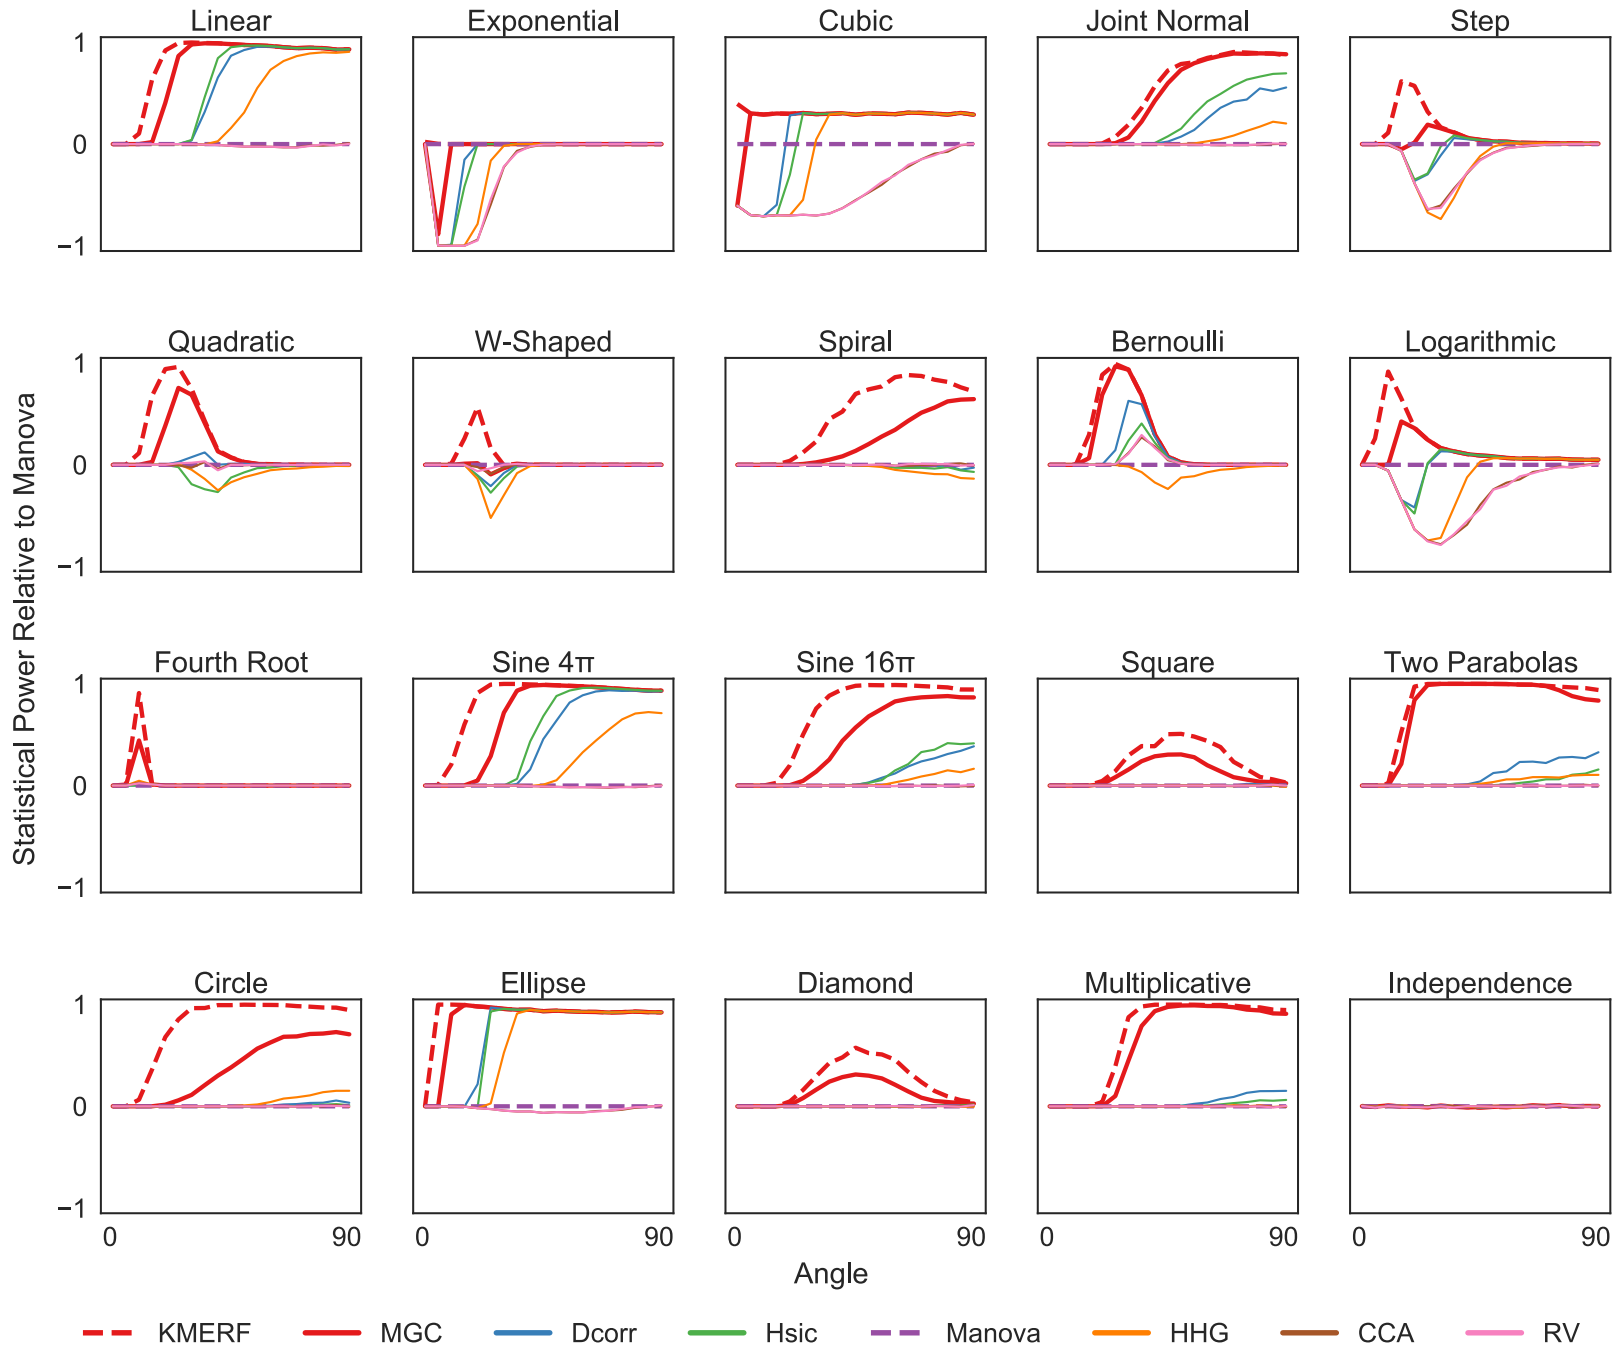 Linear Exponential Cubic Joint Normal Step
1
0
−1
Quadratic W-Shaped Spiral Bernoulli Logarithmic
1
0
−1
Statistical Power Relative to Manova
Fourth Root Sine 4π Sine 16π Square Two Parabolas
1
0
−1
Circle Ellipse Diamond Multiplicative Independence
1
0
−1
0 90 0 90 0 90 0 90 0 90
Angle
KMERF MGC Dcorr Hsic Manova HHG CCA RV